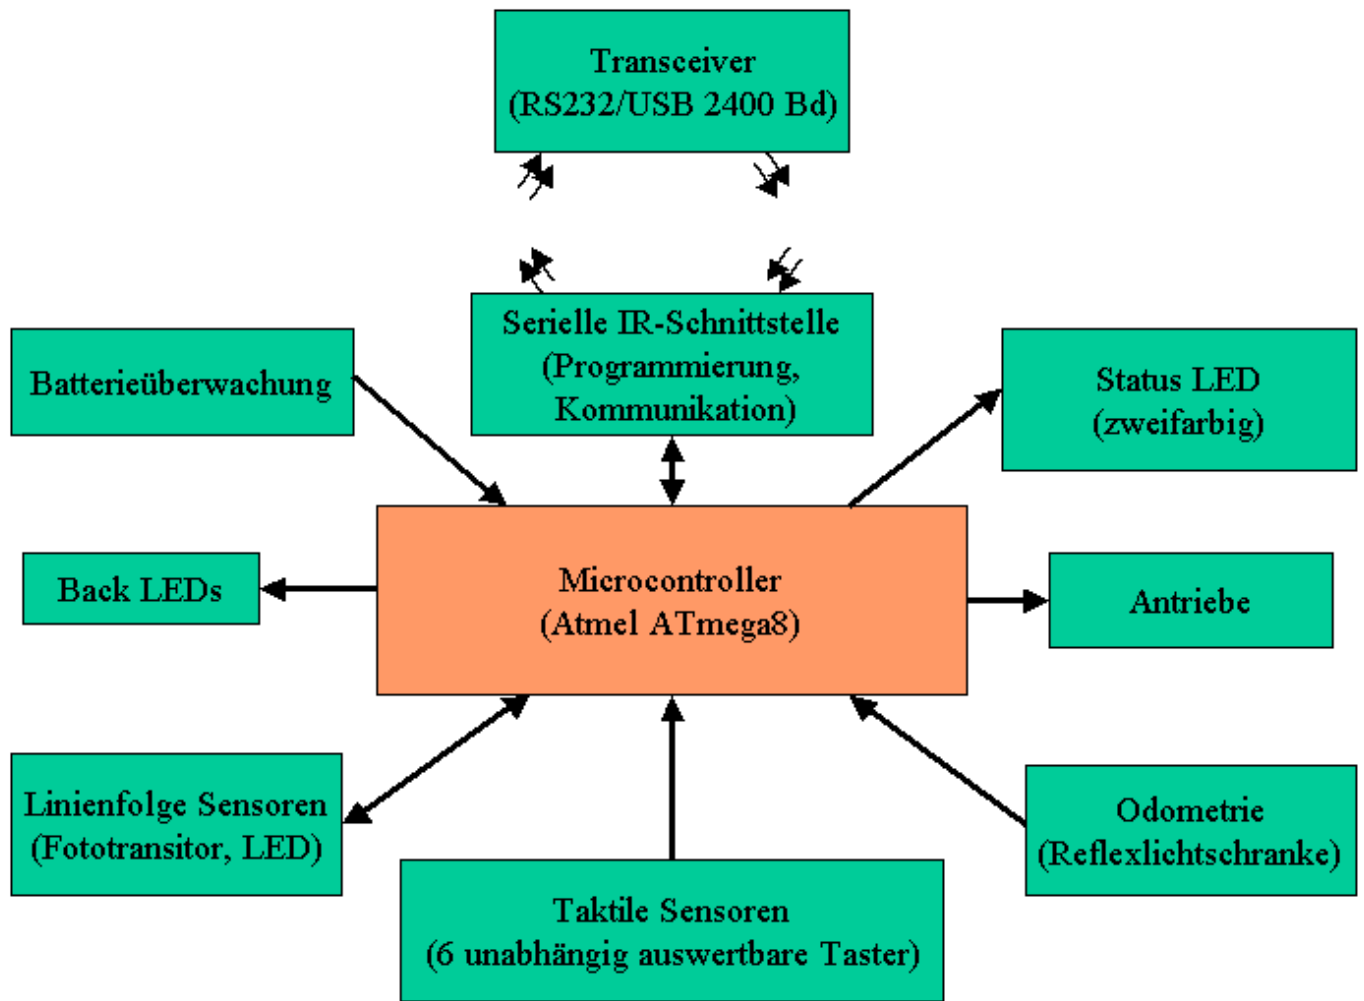 Transceiver
(RS232/USB 2400 Bd)
Serielle IR-Schnittstelle
(Programmierung,
Kommunikation)
Batterieüberwachung
Status LED
(zweifarbig)
Back LEDs
Microcontroller
(Atmel ATmega8)
Antriebe
Linienfolge Sensoren
(Fototransitor, LED)
Odometrie
(Reflexlichtschranke)
Taktile Sensoren
(6 unabhängig auswertbare Taster)